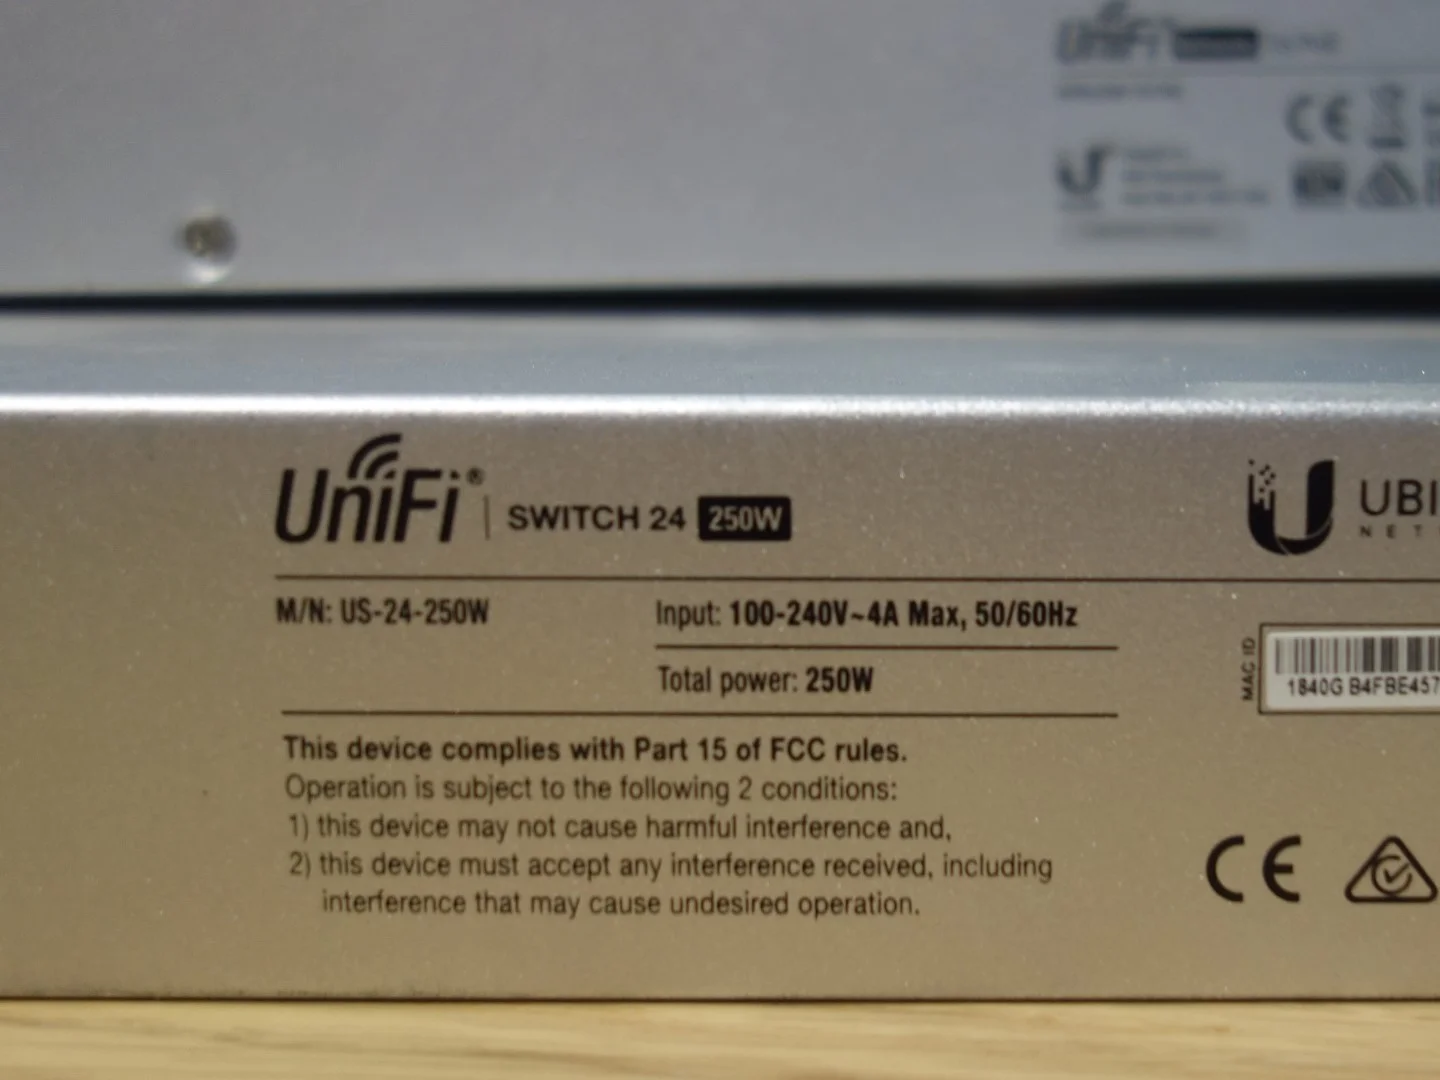 UniFi
UniFi® | SWITCH 24 250W
UBI
NET
M/N: US-24-250W
Input: 100-240V~4A Max, 50/60Hz
Total power: 250W
MAC ID
1840G B4FBE457
This device complies with Part 15 of FCC rules.
Operation is subject to the following 2 conditions:
1) this device may not cause harmful interference and,
2) this device must accept any interference received, including
interference that may cause undesired operation.
CE
CE